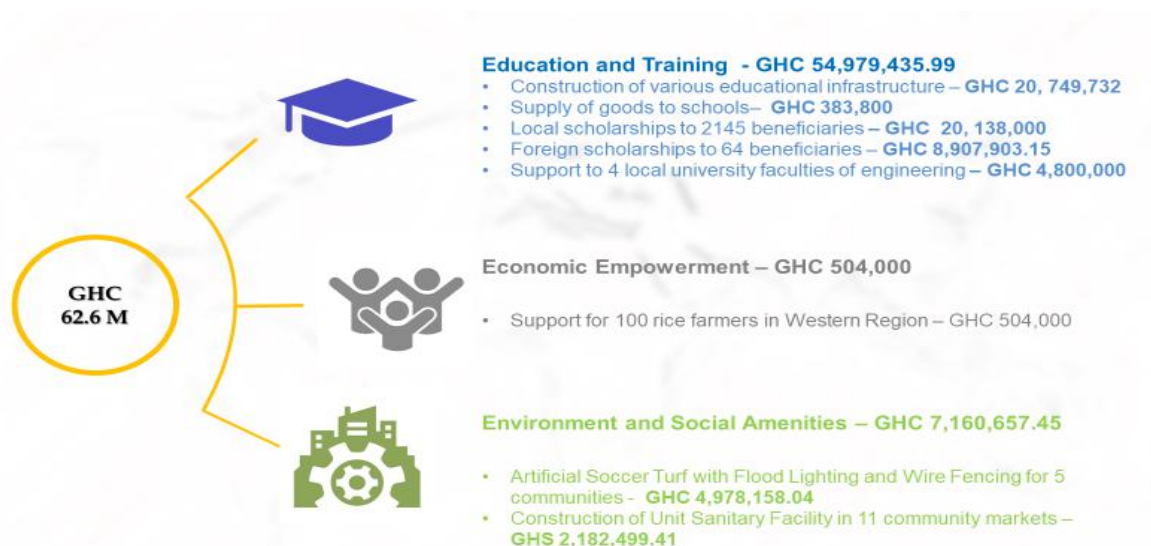 GHC
62.6 M
Education and Training - GHC 54,979,435.99
• Construction of various educational infrastructure – GHC 20, 749,732
• Supply of goods to schools– GHC 383,800
• Local scholarships to 2145 beneficiaries – GHC 20, 138,000
• Foreign scholarships to 64 beneficiaries – GHC 8,907,903.15
• Support to 4 local university faculties of engineering – GHC 4,800,000
Economic Empowerment – GHC 504,000
• Support for 100 rice farmers in Western Region – GHC 504,000
Environment and Social Amenities – GHC 7,160,657.45
• Artificial Soccer Turf with Flood Lighting and Wire Fencing for 5
communities - GHC 4,978,158.04
• Construction of Unit Sanitary Facility in 11 community markets –
GHS 2,182,499.41